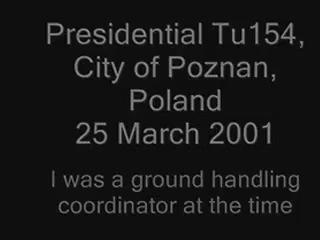 Presidential Tu154,
City of Poznan,
Poland
25 March 2001
I was a ground handling
coordinator at the time